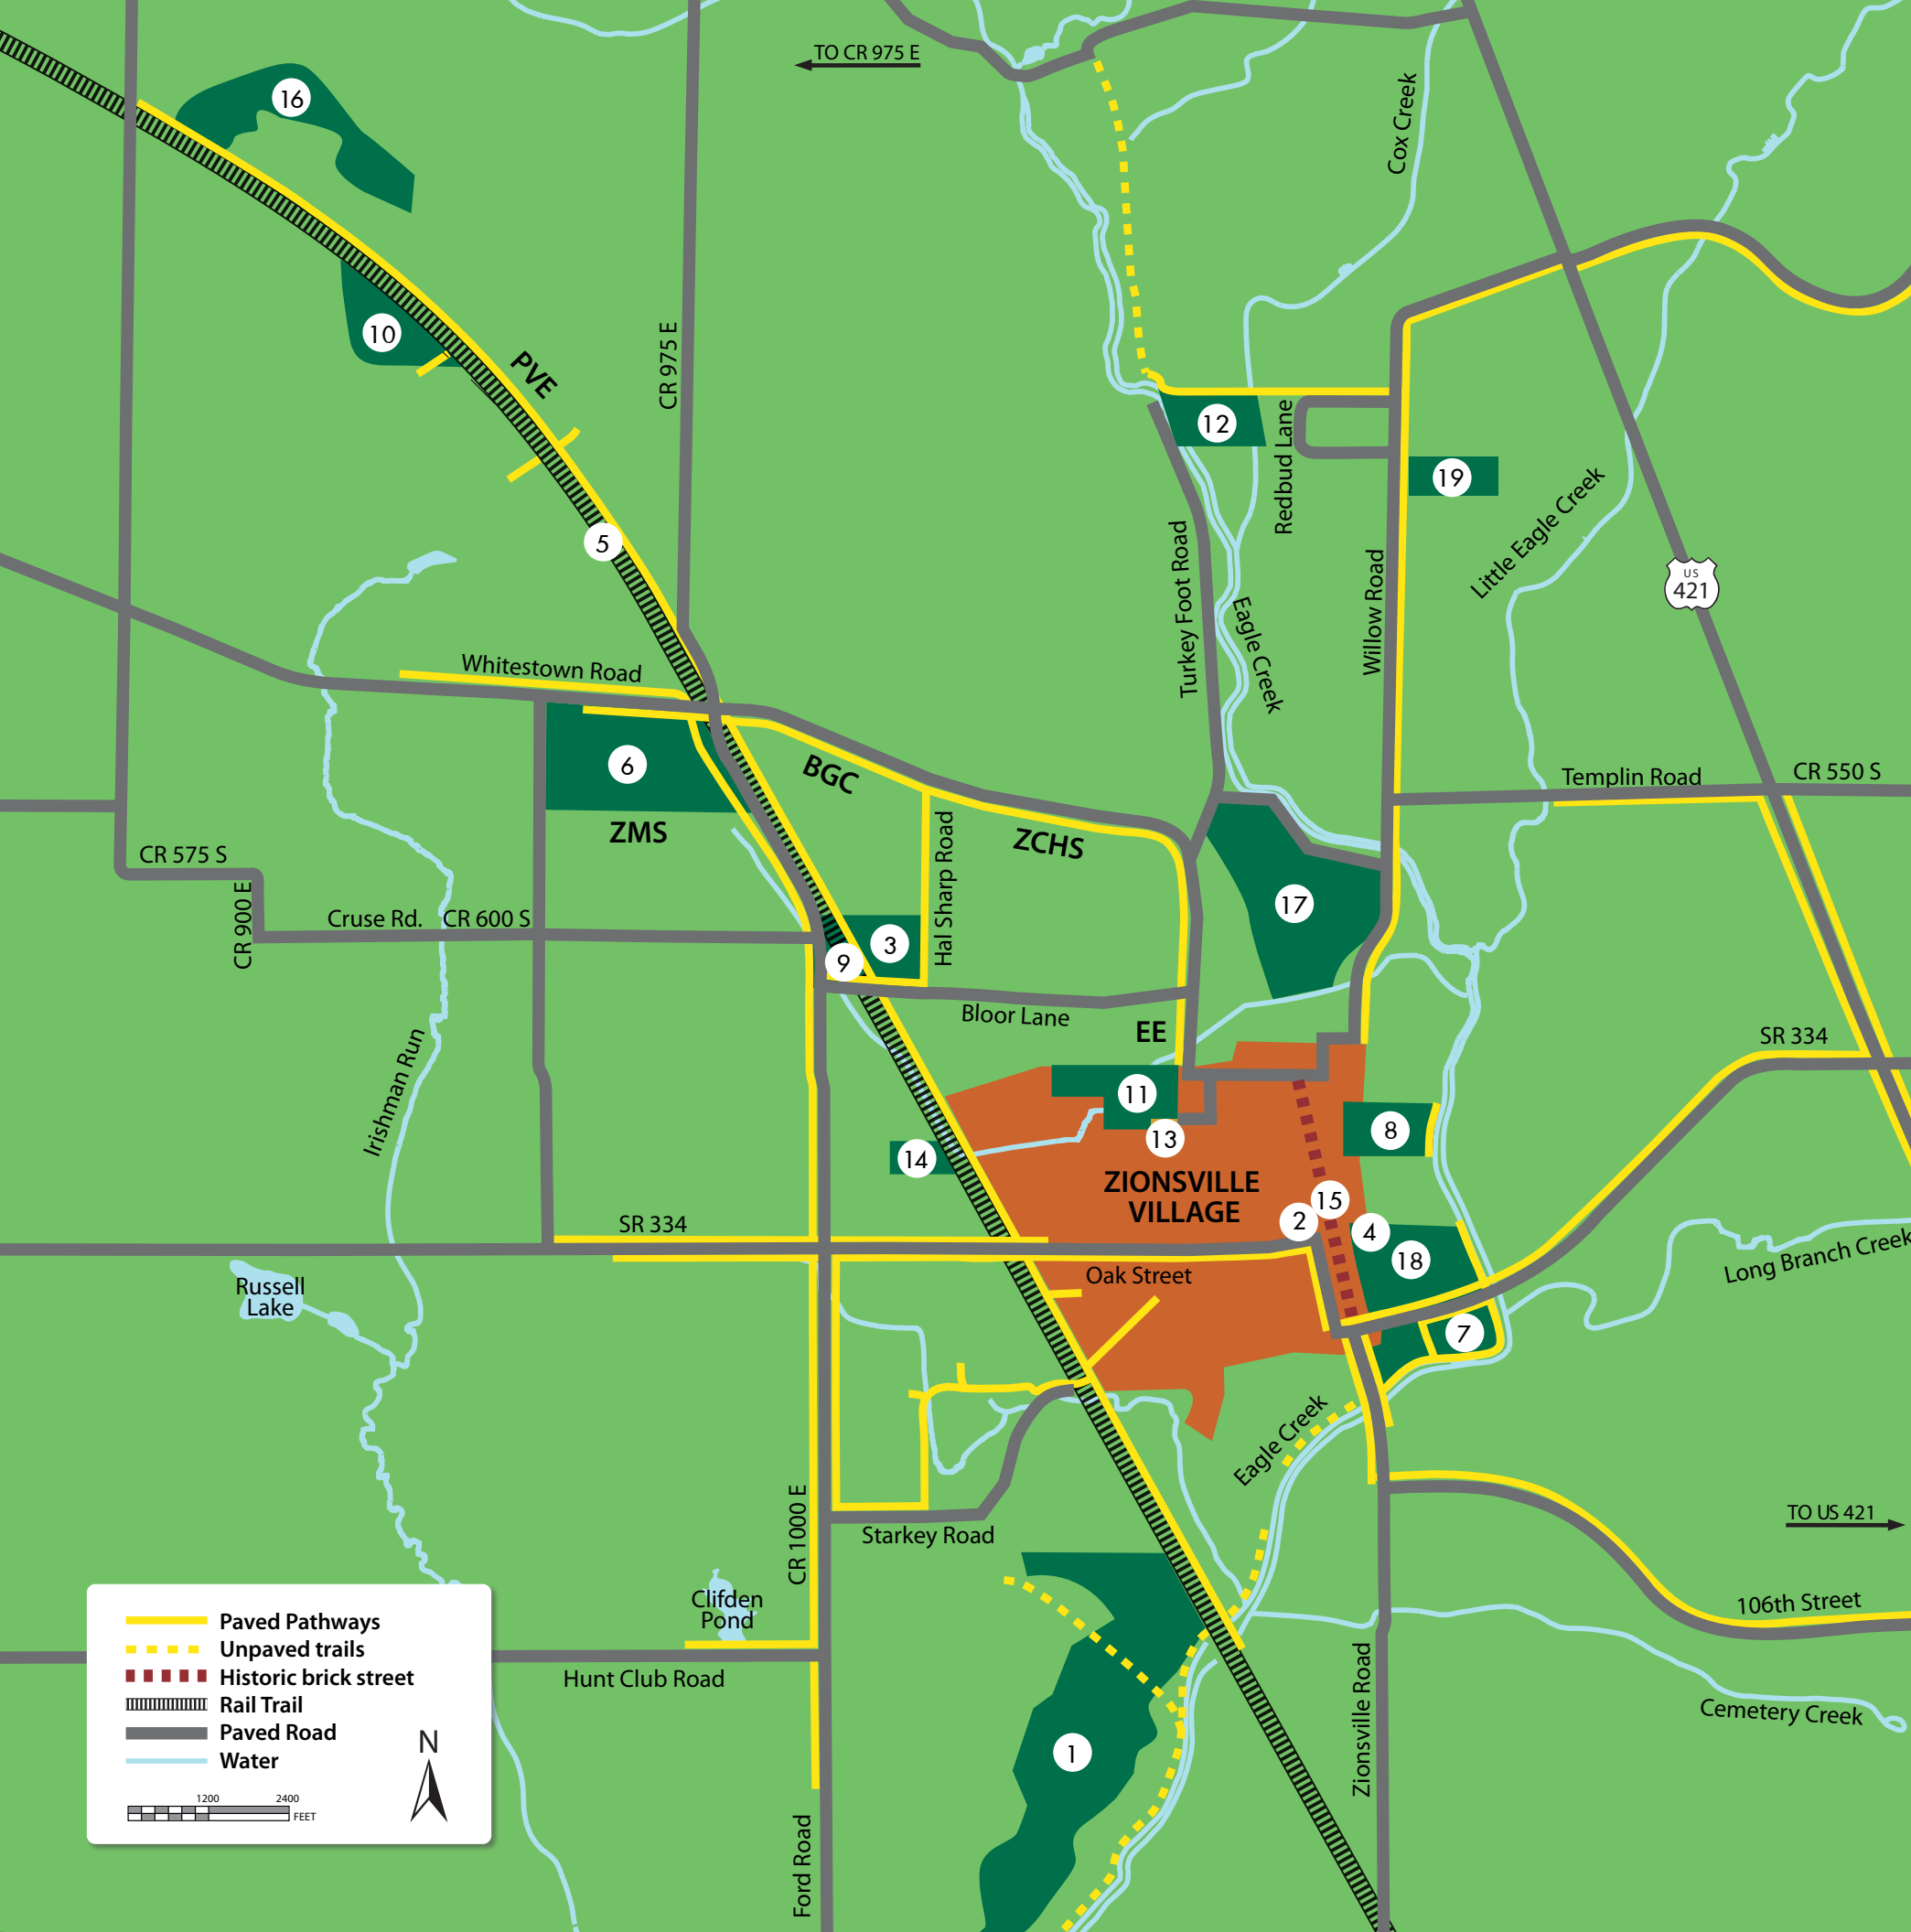 TO CR 975 E
16
Cox Creek
10
PVE
CR 975 E
12
Redbud Lane
19
Little Eagle Creek
5
US
421
Turkey Foot Road
Eagle Creek
Willow Road
Whitestown Road
6
BGC
Templin Road
CR 550 S
ZMS
ZCHS
CR 575 S
CR 900 E
Cruse Rd.
CR 600 S
Hal Sharp Road
17
3
9
Bloor Lane
EE
SR 334
Irishman Run
11
13
8
14
ZIONSVILLE
VILLAGE
15
2
4
18
SR 334
Oak Street
Long Branch Creek
Russell
Lake
7
Eagle Creek
CR 1000 E
Starkey Road
TO US 421
Clifden
Pond
106th Street
Hunt Club Road
Zionsville Road
Cemetery Creek
1
Ford Road
Paved Pathways
Unpaved trails
Historic brick street
Rail Trail
Paved Road
Water
N
1200
2400
FEET